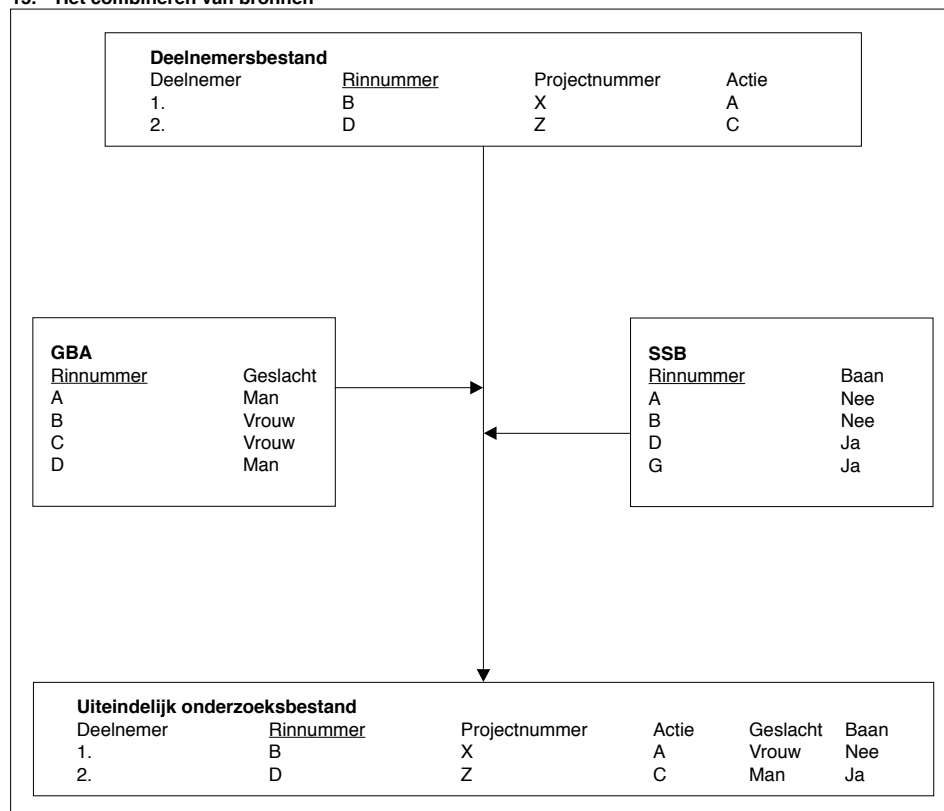 13. Het combineren van bronnen
Deelnemersbestand
Deelnemer Rinnummer Projectnummer Actie
1. B X A
2. D Z C
GBA
Rinnummer Geslacht
A Man
B Vrouw
C Vrouw
D Man
SSB
Rinnummer Baan
A Nee
B Nee
D Ja
G Ja
Uiteindelijk onderzoeksbestand
Deelnemer Rinnummer Projectnummer Actie Geslacht Baan
1. B X A Vrouw Nee
2. D Z C Man Ja